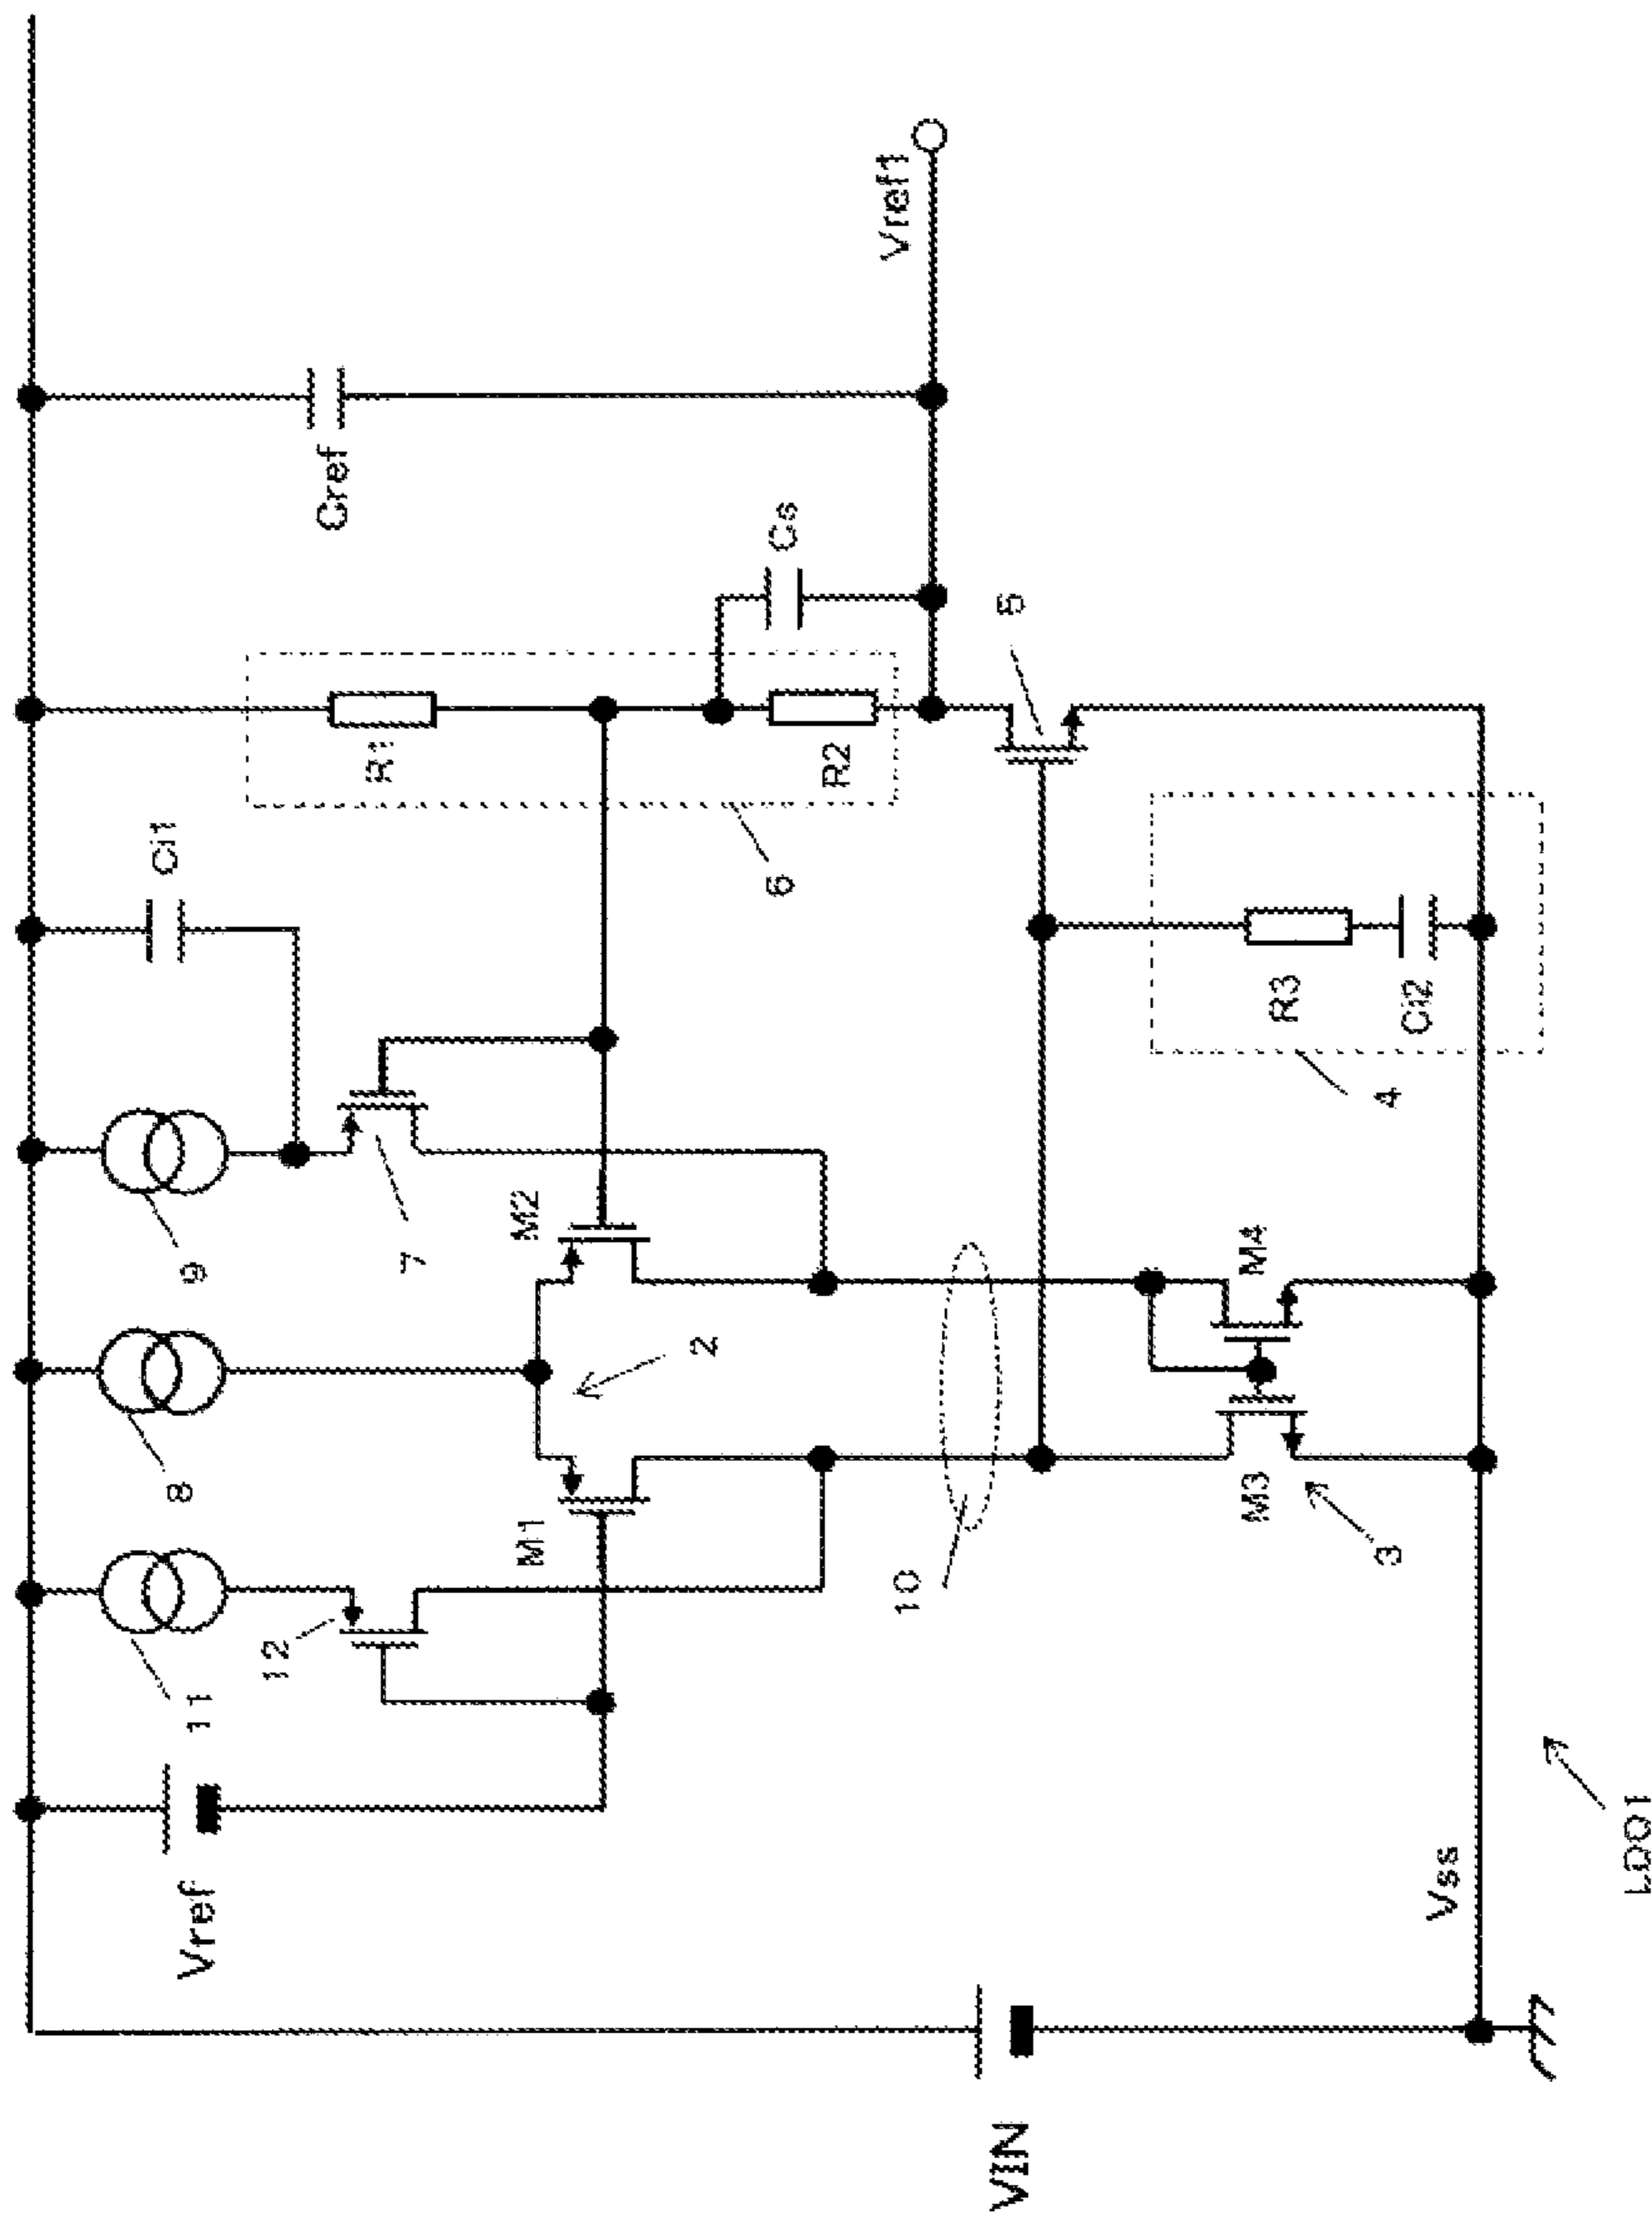 Vref
11
8
9
Ci1
12
Cref
R1
7
M1
M2
2
6
Cs
R2
Vref1
10
VIN
5
M3
M4
R3
3
4
Ci2
Vss
LDO1